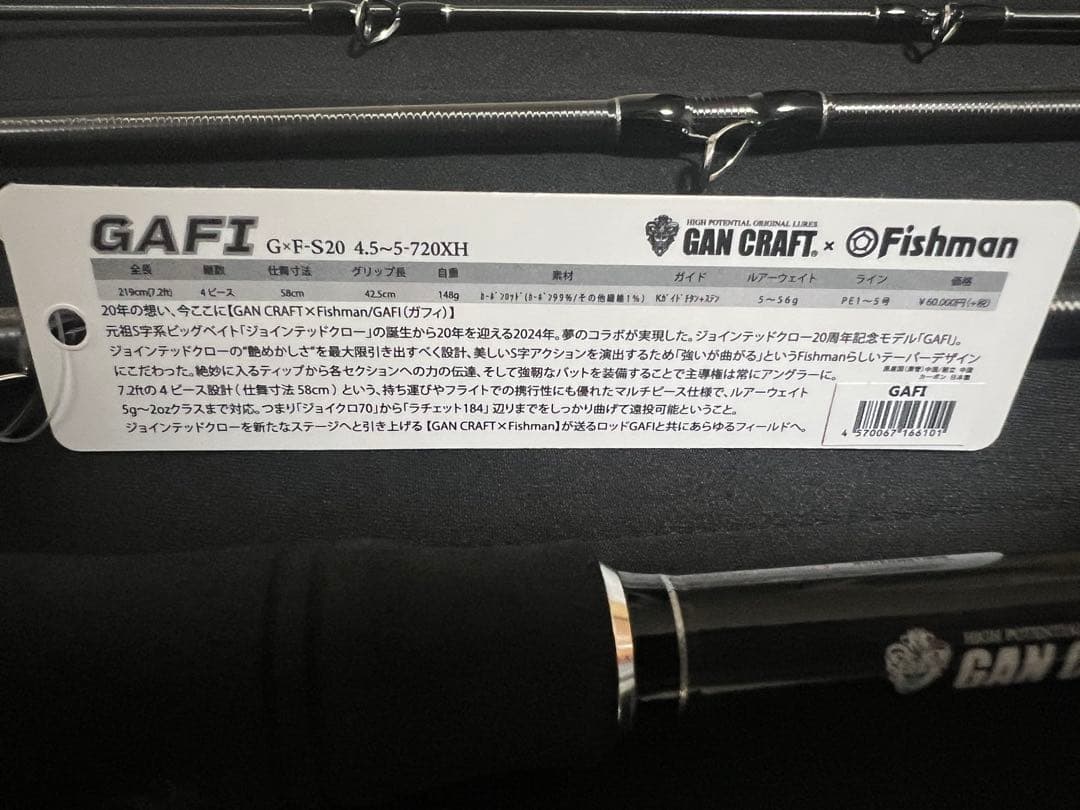 GAFI G×F-S20 4.5～5-720XH
HIGH POTENTIAL ORIGINAL LURES
GAN CRAFT® × Fishman
全長 継数 仕舞寸法 グリップ長 自重 素材 ガイド ルアーウェイト ライン 価格
219cm(7.2ft) 4ピース 58cm 42.5cm 148g ｶｰﾎﾞﾝﾛｯﾄﾞ(ｶｰﾎﾞﾝ99%/その他繊維1%) Kｶﾞｲﾄﾞﾁﾀﾝ+ｽﾃﾝ 5～56g PE1～5号 ￥60,000円(+税)
20年の想い、今ここに【GAN CRAFT×Fishman/GAFI（ガフィ）】
元祖S字系ビッグベイト「ジョインテッドクロー」の誕生から20年を迎える2024年。夢のコラボが実現した。ジョインテッドクロー20周年記念モデル「GAFI」。
ジョインテッドクローの“艶めかしさ”を最大限引き出すべく設計、美しいS字アクションを演出するため「強いが曲がる」というFishmanらしいテーパーデザイン
にこだわった。絶妙に入るティップから各セクションへの力の伝達、そして強靭なバットを装備することで主導権は常にアングラーに。
7.2ftの4ピース設計（仕舞寸法58cm）という、持ち運びやフライトでの携行性にも優れたマルチピース仕様で、ルアーウェイト
5g～2ozクラスまで対応。つまり「ジョイクロ70」から「ラチェット184」辺りまでをしっかり曲げて遠投可能ということ。
ジョインテッドクローを新たなステージへと引き上げる【GAN CRAFT×Fishman】が送るロッドGAFIと共にあらゆるフィールドへ。
原産国(素管)中国/組立 中国
カーボン 日本製
GAFI
4 570067 166101
HIGH POTENTIAL
GAN